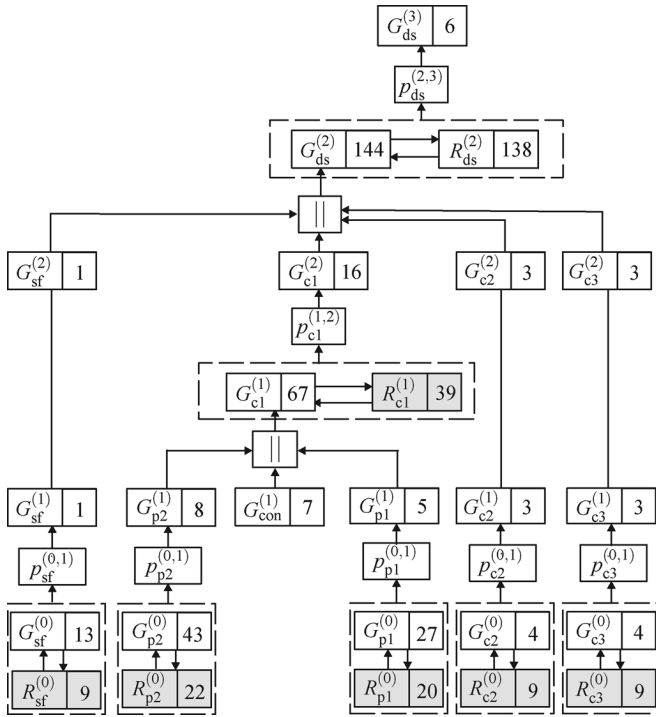 G_ds^(3) 6
p_ds^(2,3)
G_ds^(2) 144 R_ds^(2) 138
||
G_sf^(2) 1 G_c1^(2) 16 G_c2^(2) 3 G_c3^(2) 3
p_c1^(1,2)
G_c1^(1) 67 R_c1^(1) 39
||
G_sf^(1) 1 G_p2^(1) 8 G_con^(1) 7 G_p1^(1) 5 G_c2^(1) 3 G_c3^(1) 3
p_sf^(0,1) p_p2^(0,1) p_p1^(0,1) p_c2^(0,1) p_c3^(0,1)
G_sf^(0) 13 G_p2^(0) 43 G_p1^(0) 27 G_c2^(0) 4 G_c3^(0) 4
R_sf^(0) 9 R_p2^(0) 22 R_p1^(0) 20 R_c2^(0) 9 R_c3^(0) 9